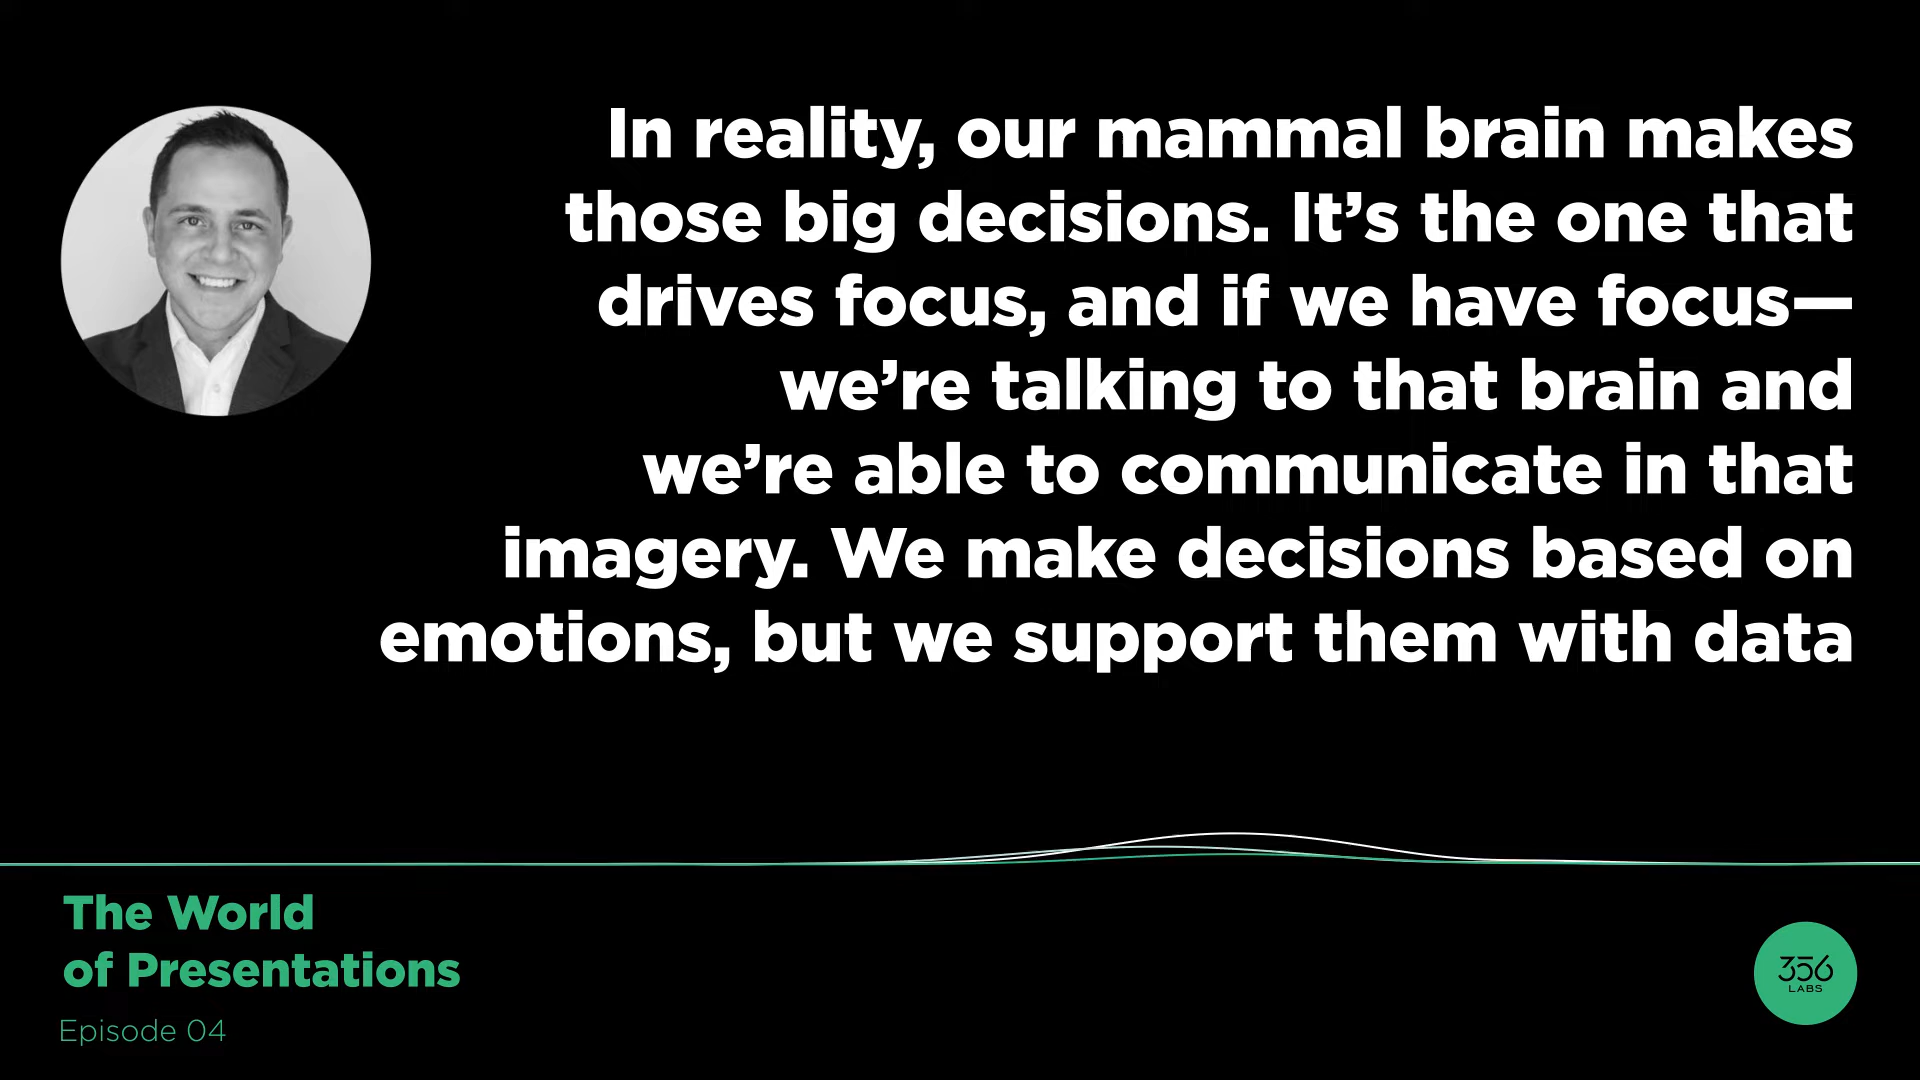 In reality, our mammal brain makes
those big decisions. It’s the one that
drives focus, and if we have focus—
we’re talking to that brain and
we’re able to communicate in that
imagery. We make decisions based on
emotions, but we support them with data
The World
of Presentations
Episode 04
356
LABS